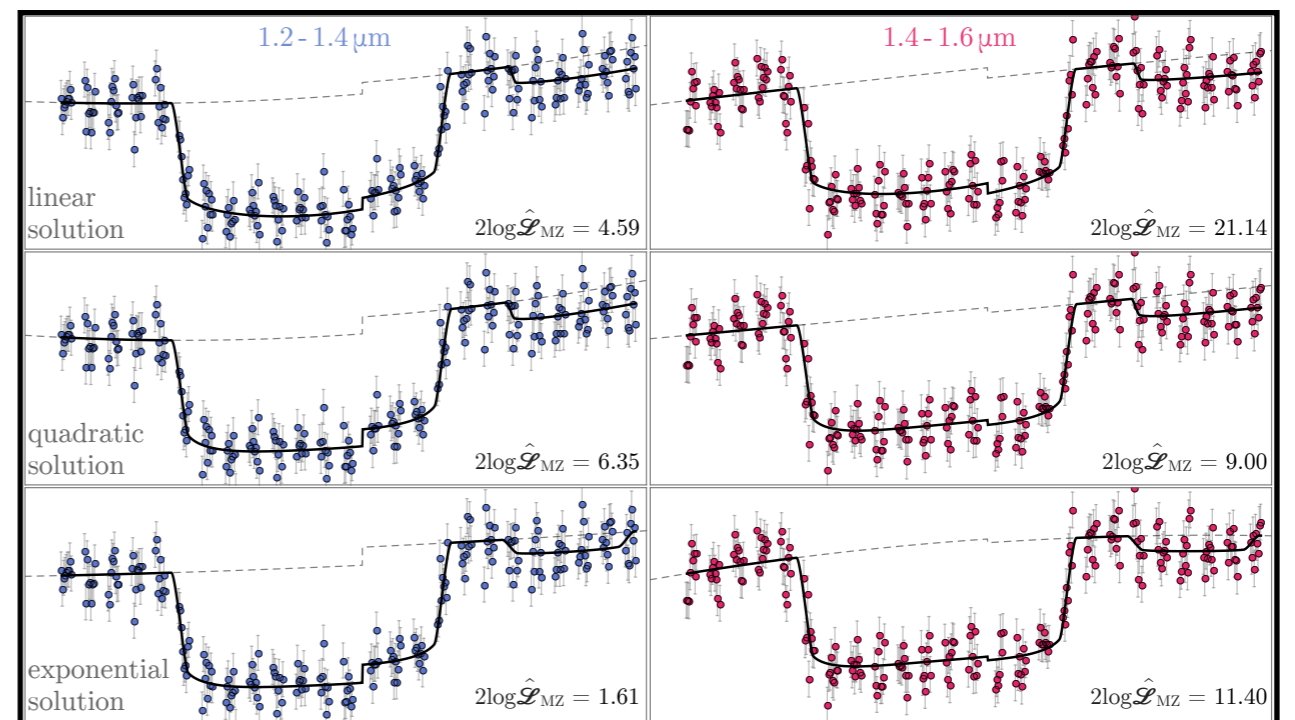 1.2 - 1.4 μm
1.4 - 1.6 μm
linear
solution
2logℒ̂MZ = 4.59
2logℒ̂MZ = 21.14
quadratic
solution
2logℒ̂MZ = 6.35
2logℒ̂MZ = 9.00
exponential
solution
2logℒ̂MZ = 1.61
2logℒ̂MZ = 11.40